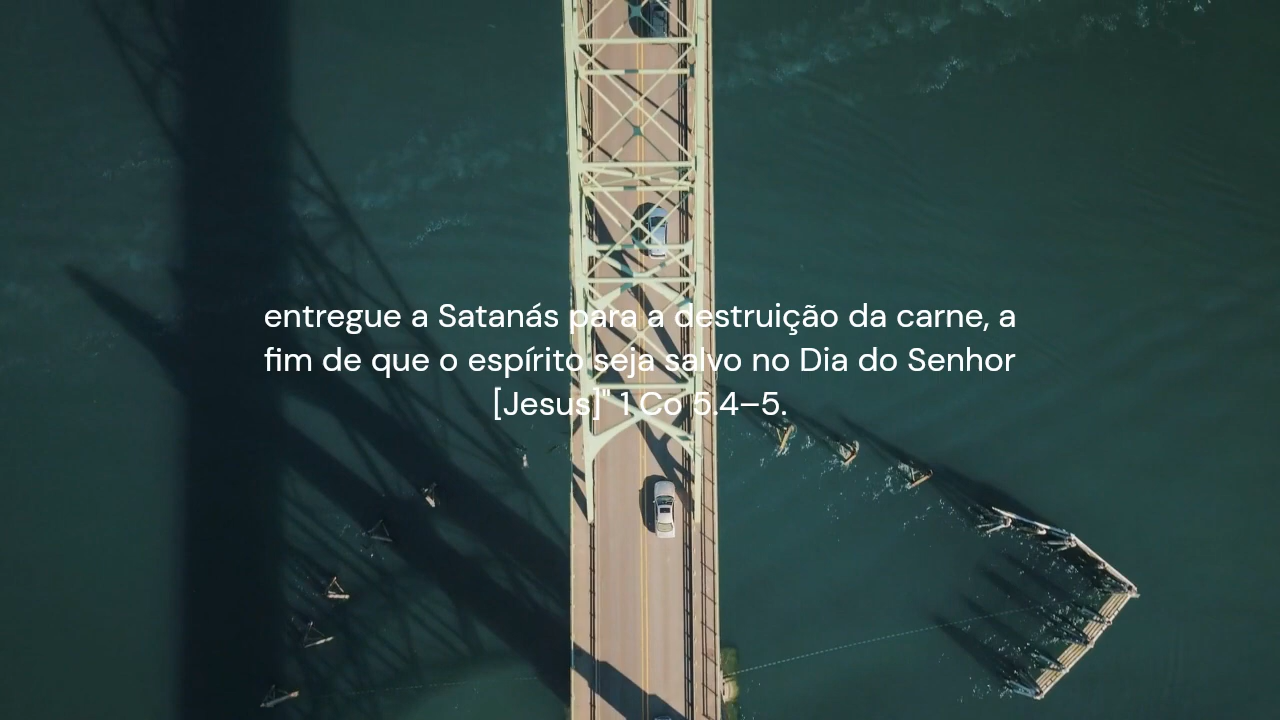 entregue a Satanás para a destruição da carne, a
fim de que o espírito seja salvo no Dia do Senhor
[Jesus]" 1 Co 5.4–5.